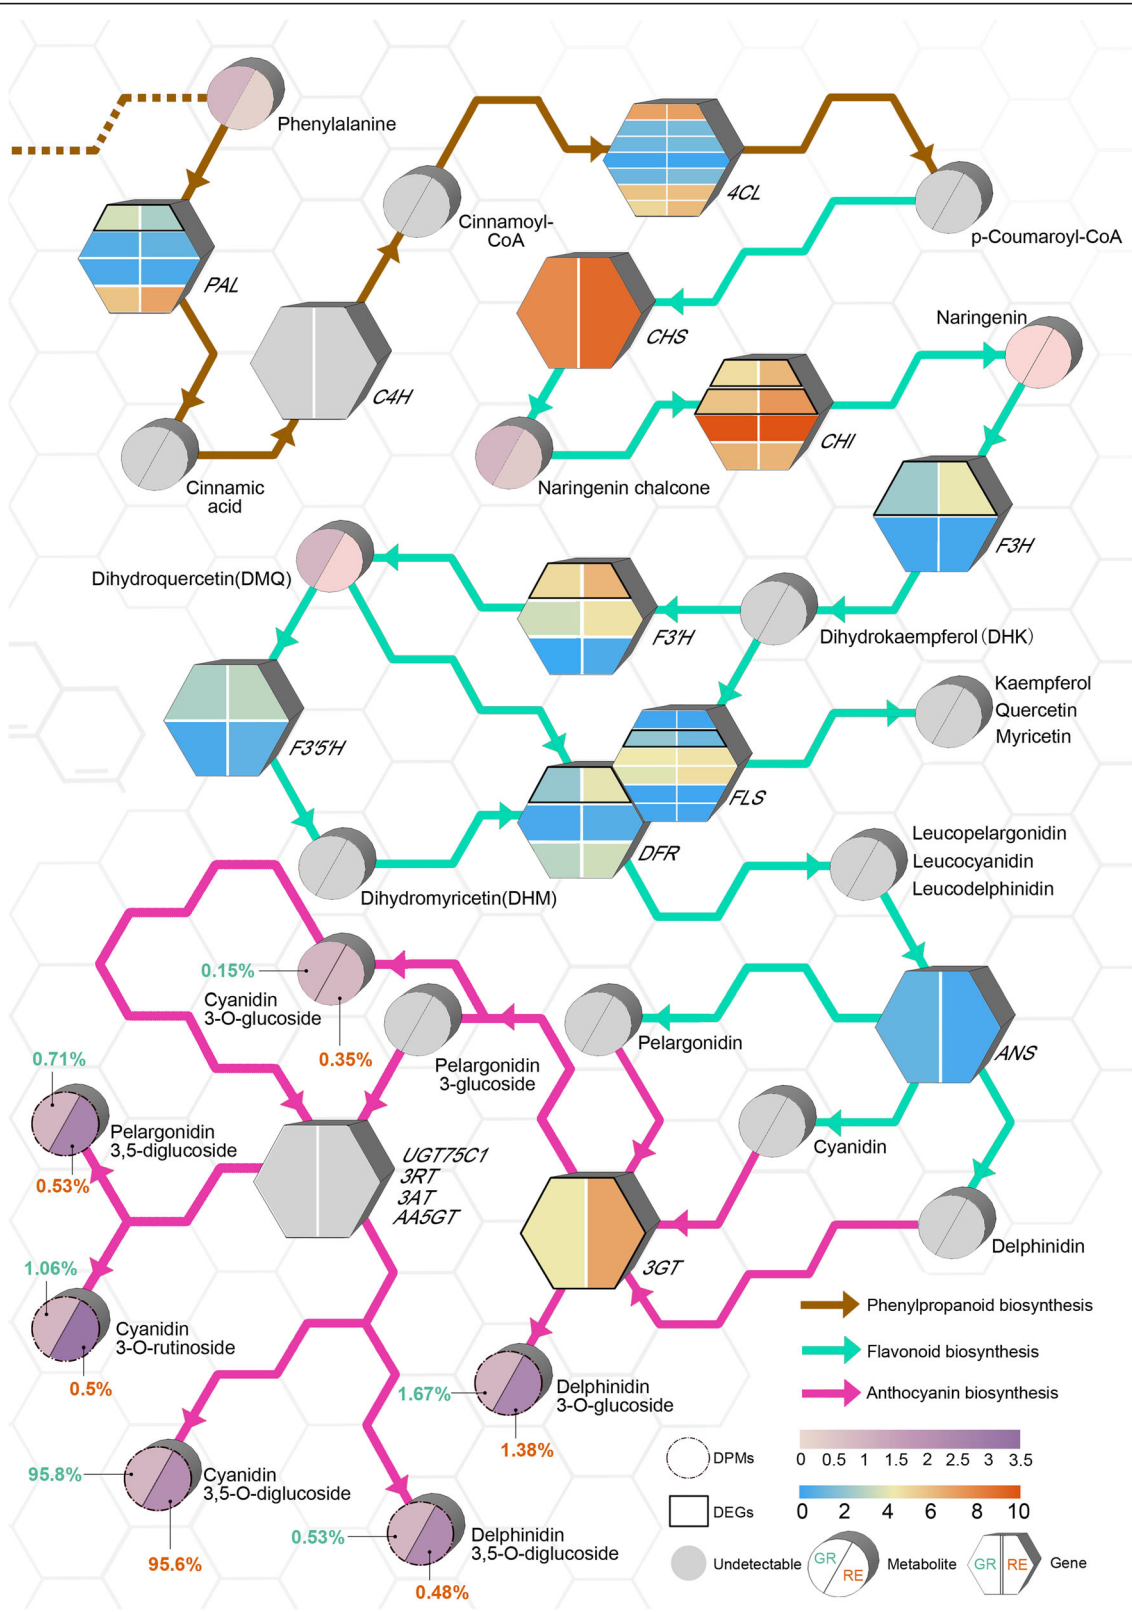 Phenylalanine
PAL
Cinnamic
acid
C4H
Cinnamoyl-
CoA
4CL
p-Coumaroyl-CoA
CHS
Naringenin chalcone
CHI
Naringenin
F3H
Dihydrokaempferol (DHK)
F3'H
Dihydroquercetin(DMQ)
F3'5'H
Dihydromyricetin(DHM)
DFR
FLS
Kaempferol
Quercetin
Myricetin
Leucopelargonidin
Leucocyanidin
Leucodelphinidin
ANS
Pelargonidin
Cyanidin
Delphinidin
3GT
0.15%
Cyanidin
3-O-glucoside
0.35%
Pelargonidin
3-glucoside
0.71%
Pelargonidin
3,5-diglucoside
0.53%
UGT75C1
3RT
3AT
AA5GT
1.06%
Cyanidin
3-O-rutinoside
0.5%
95.8%
Cyanidin
3,5-O-diglucoside
95.6%
0.53%
Delphinidin
3,5-O-diglucoside
0.48%
1.67%
Delphinidin
3-O-glucoside
1.38%
Phenylpropanoid biosynthesis
Flavonoid biosynthesis
Anthocyanin biosynthesis
DPMs
0 0.5 1 1.5 2 2.5 3 3.5
DEGs
0 2 4 6 8 10
Undetectable
GR
RE
Metabolite
GR RE
Gene